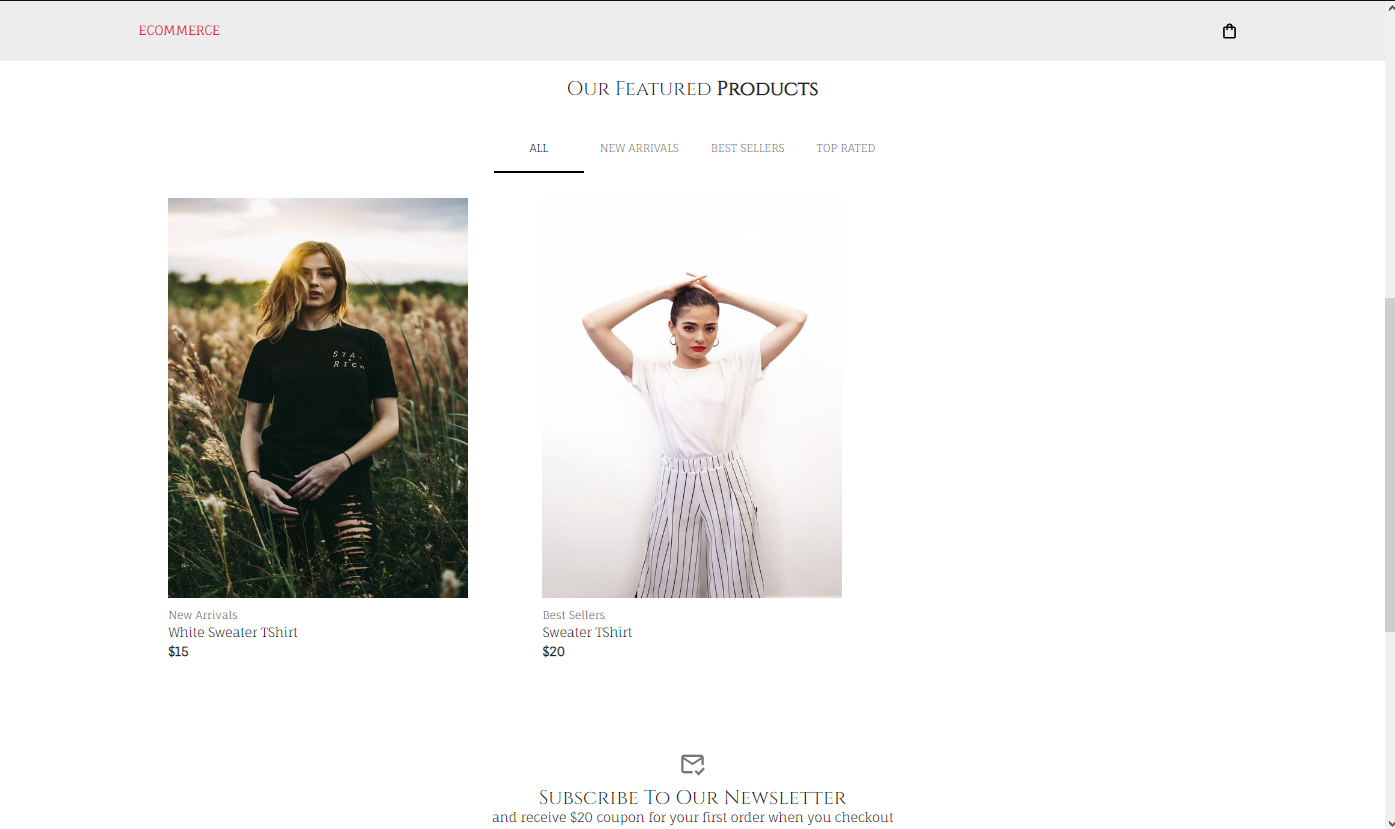 ECOMMERCE
Our Featured Products
ALL
NEW ARRIVALS
BEST SELLERS
TOP RATED
New Arrivals
White Sweater TShirt
$15
Best Sellers
Sweater TShirt
$20
Subscribe To Our Newsletter
and receive $20 coupon for your first order when you checkout